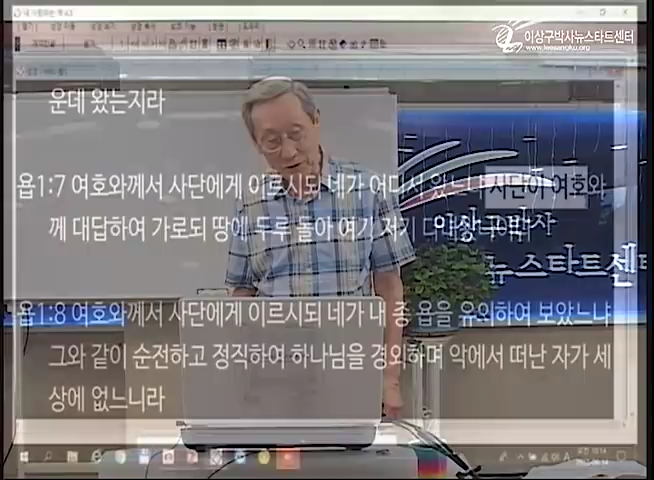 이상구박사뉴스타트센터
www.leesangku.org
운데 왔는지라
욥1:7 여호와께서 사단에게 이르시되 네가 어디서 왔느냐 사단이 여호와
께 대답하여 가로되 땅에 두루 돌아 여기 저기
이상구박사
뉴스타트센터
욥1:8 여호와께서 사단에게 이르시되 네가 내 종 욥을 유의하여 보았느냐
그와 같이 순전하고 정직하여 하나님을 경외하며 악에서 떠난 자가 세
상에 없느니라